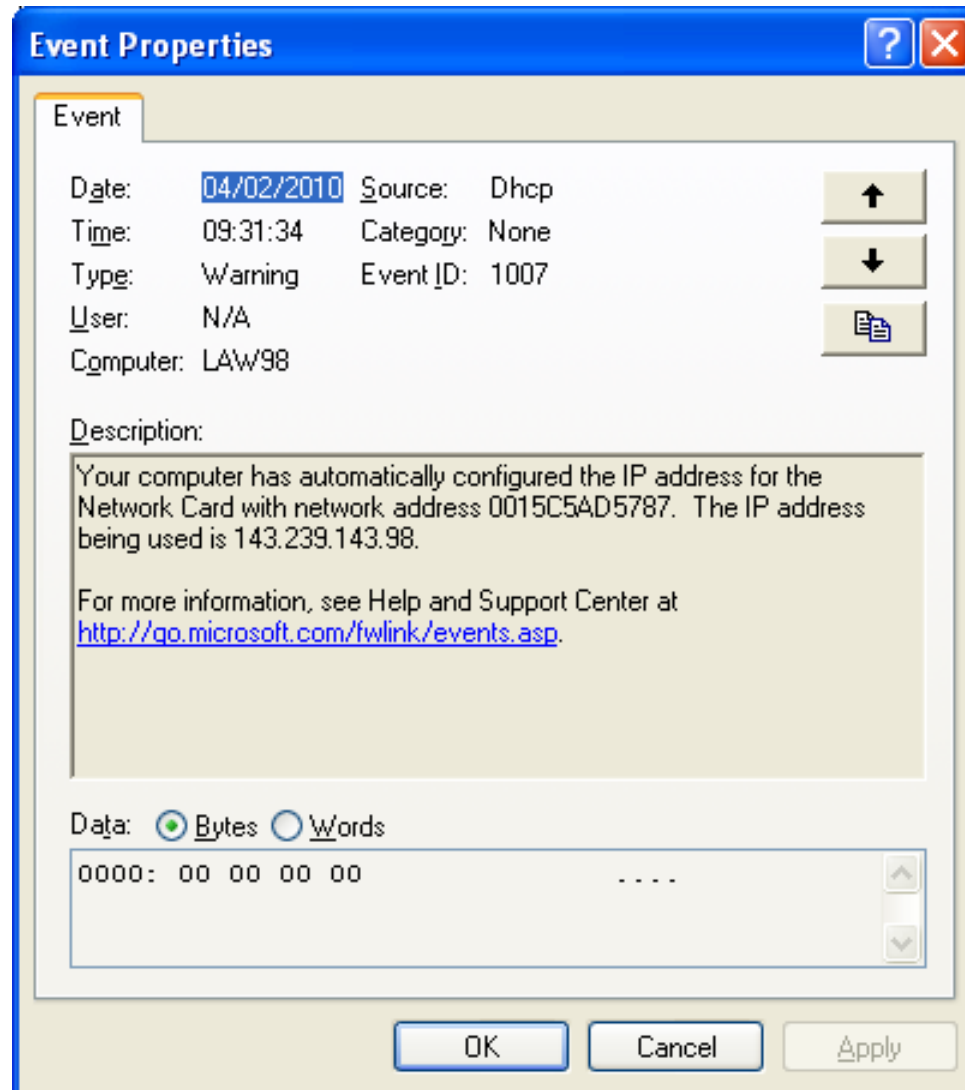 Event Properties
Event
Date: 04/02/2010 Source: Dhcp
Time: 09:31:34 Category: None
Type: Warning Event ID: 1007
User: N/A
Computer: LAW98
Description:
Your computer has automatically configured the IP address for the
Network Card with network address 0015C5AD5787. The IP address
being used is 143.239.143.98.
For more information, see Help and Support Center at
http://go.microsoft.com/fwlink/events.asp.
Data: Bytes Words
0000: 00 00 00 00 ....
OK Cancel Apply